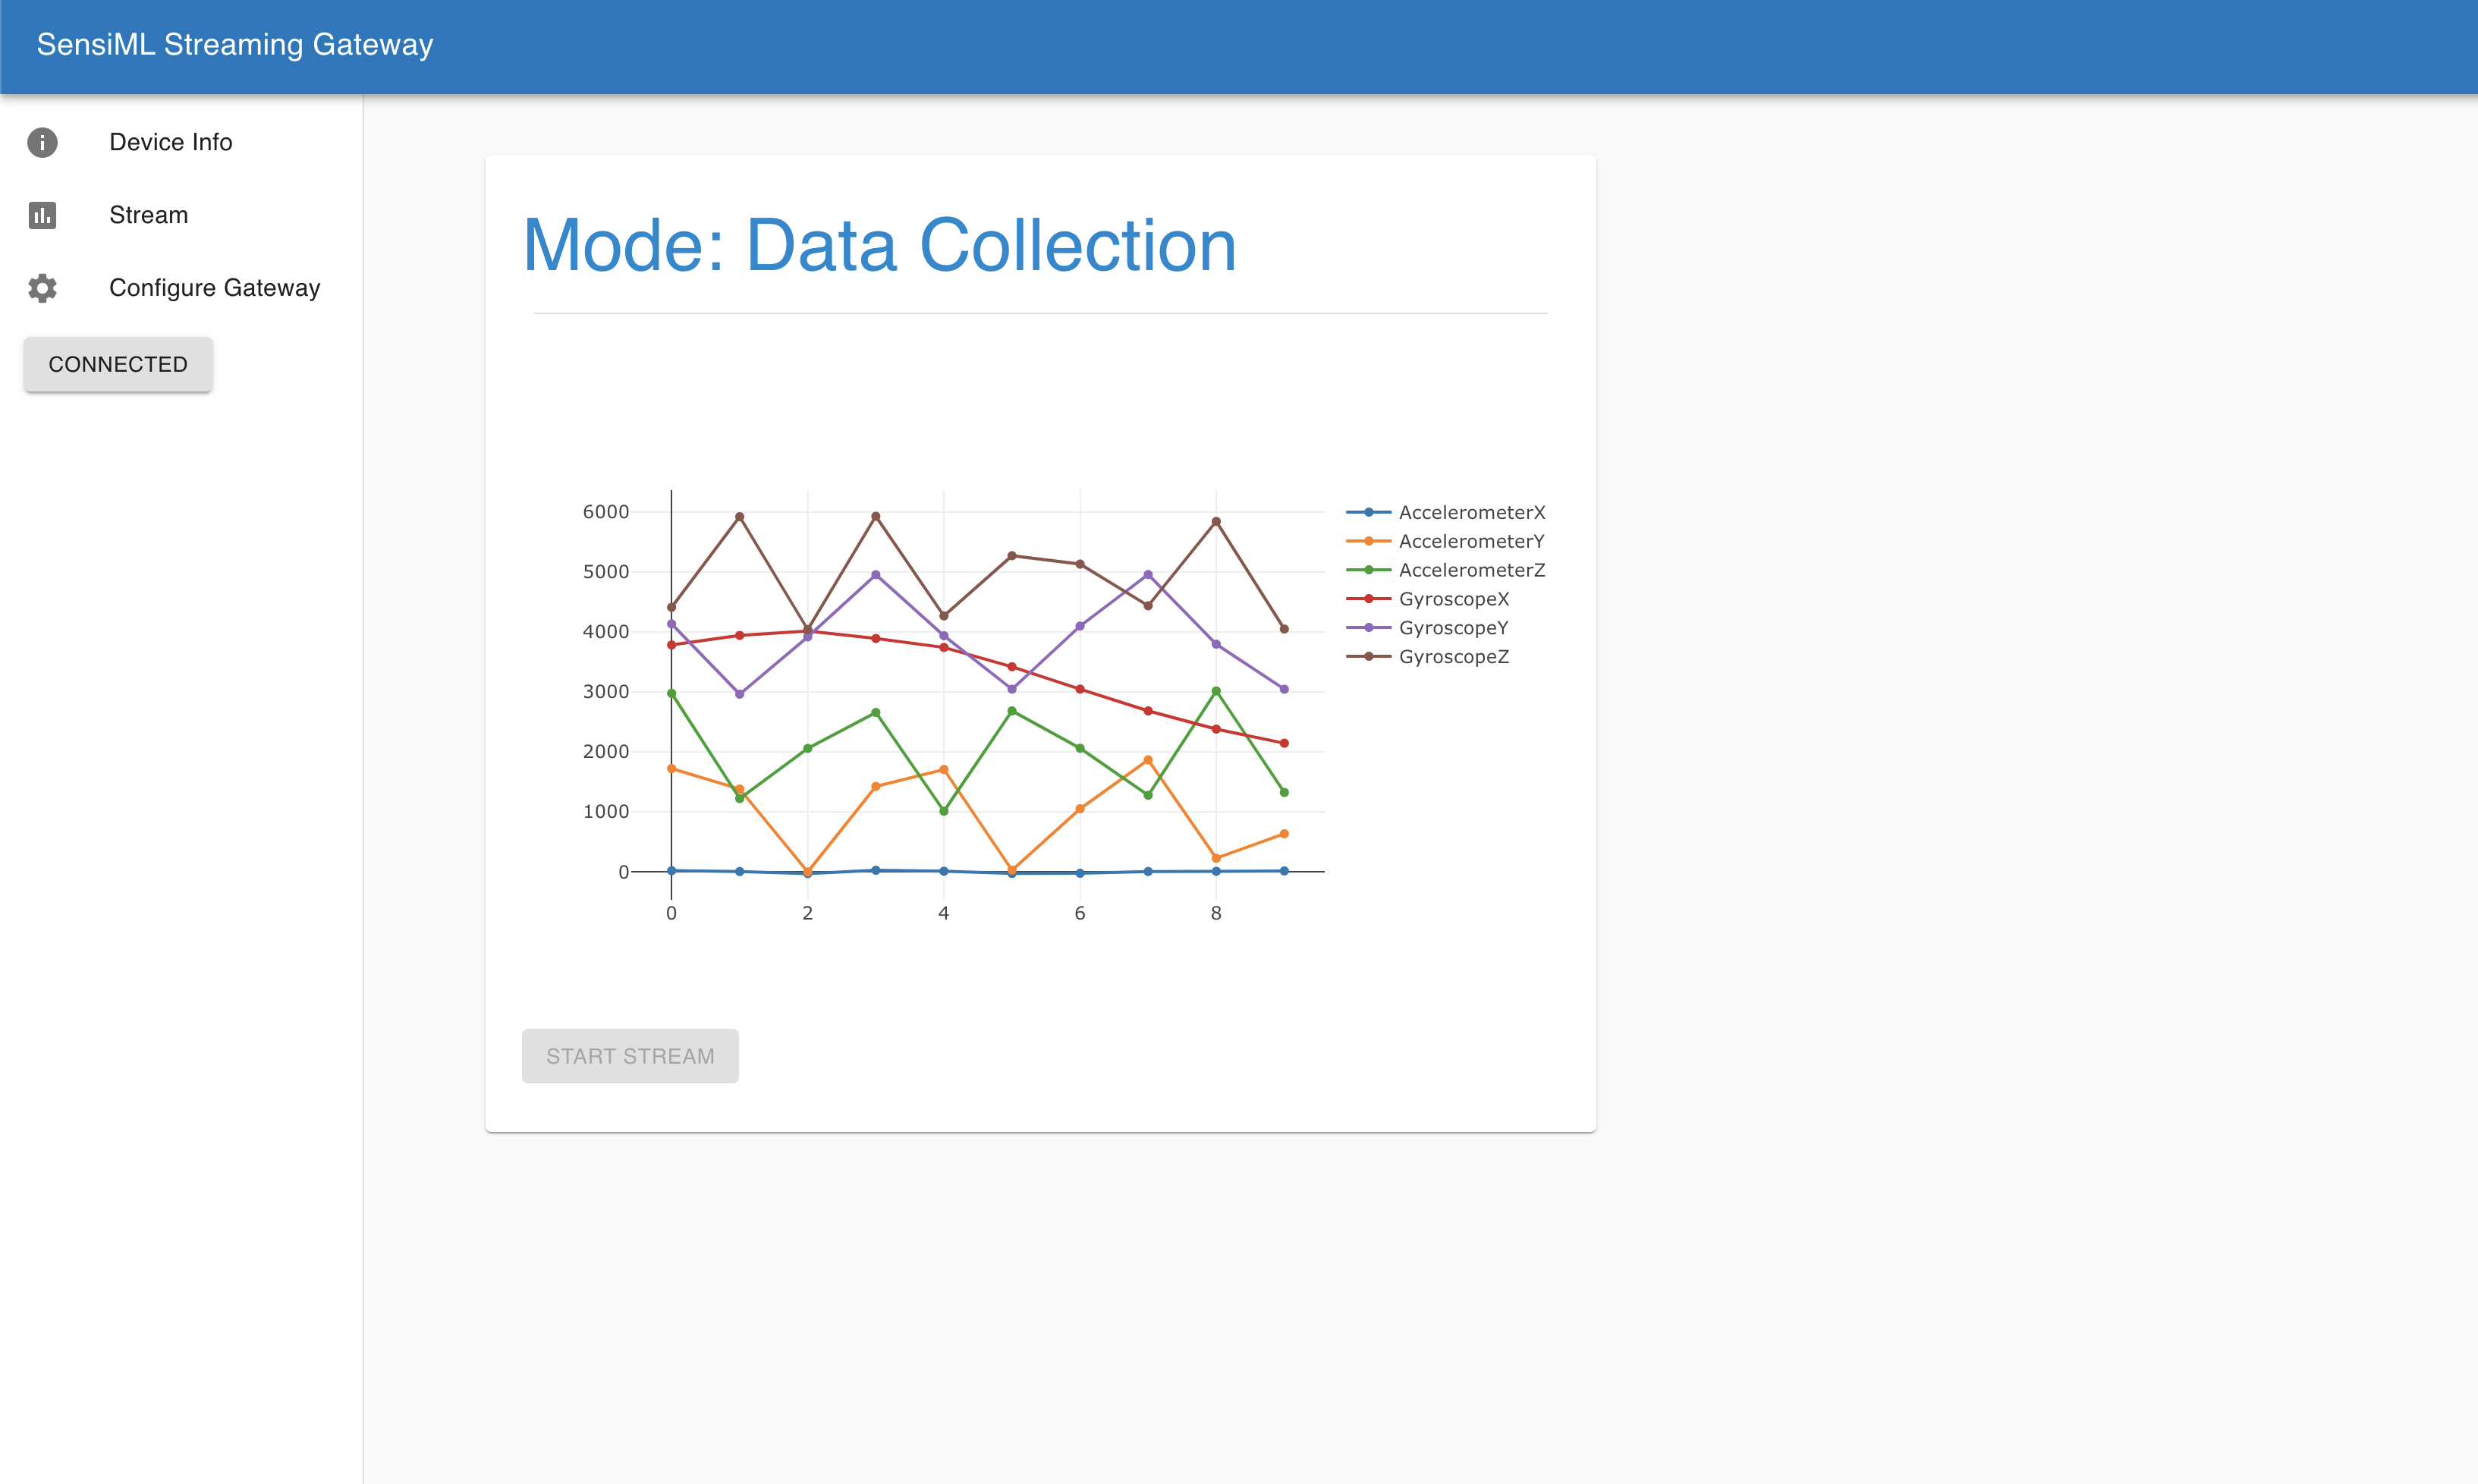 SensiML Streaming Gateway
Device Info
Stream
Configure Gateway
CONNECTED
Mode: Data Collection
6000
5000
4000
3000
2000
1000
0
0 2 4 6 8
AccelerometerX
AccelerometerY
AccelerometerZ
GyroscopeX
GyroscopeY
GyroscopeZ
START STREAM